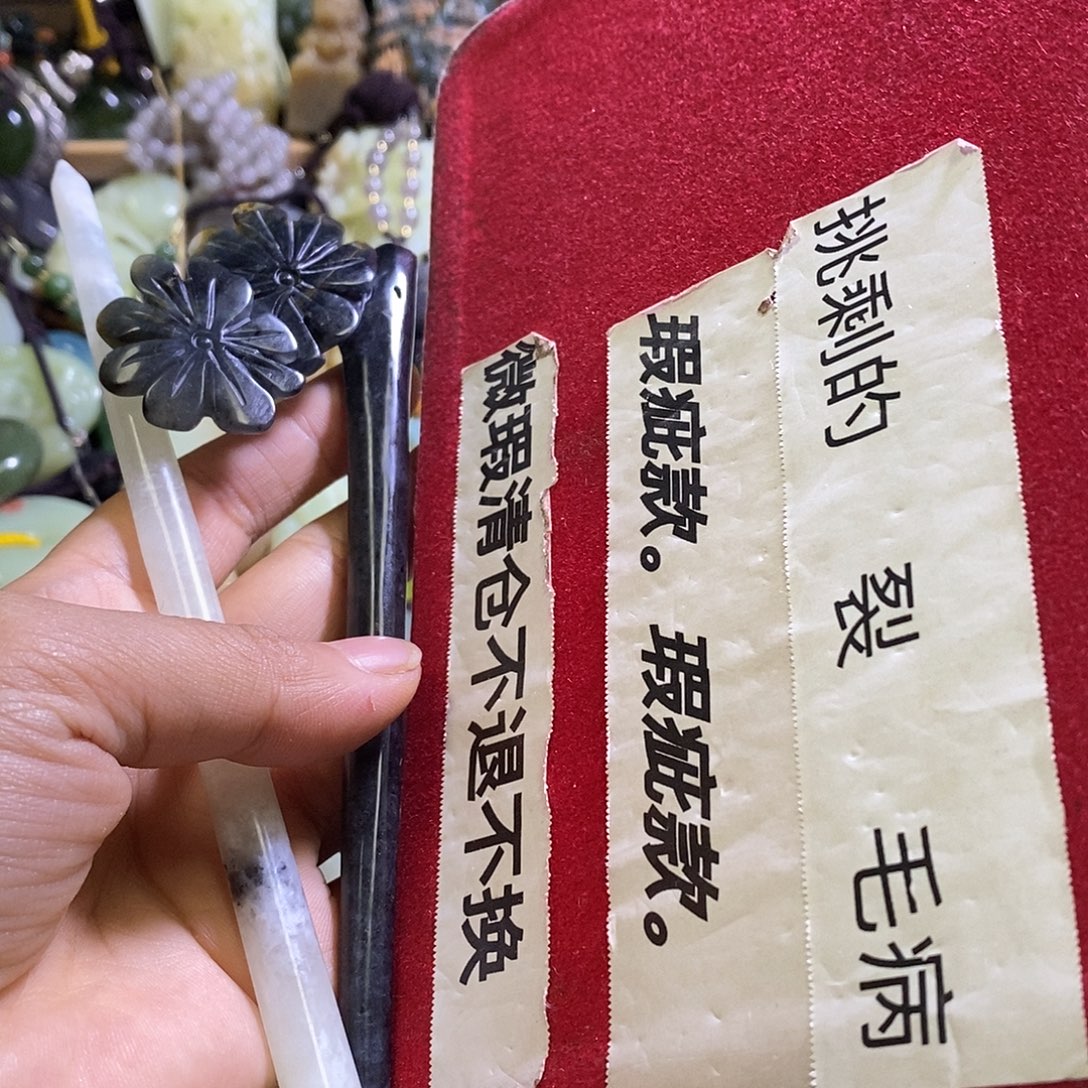 挑剩的 裂 毛病
瑕疵款。 瑕疵款。
微瑕清仓不退不换